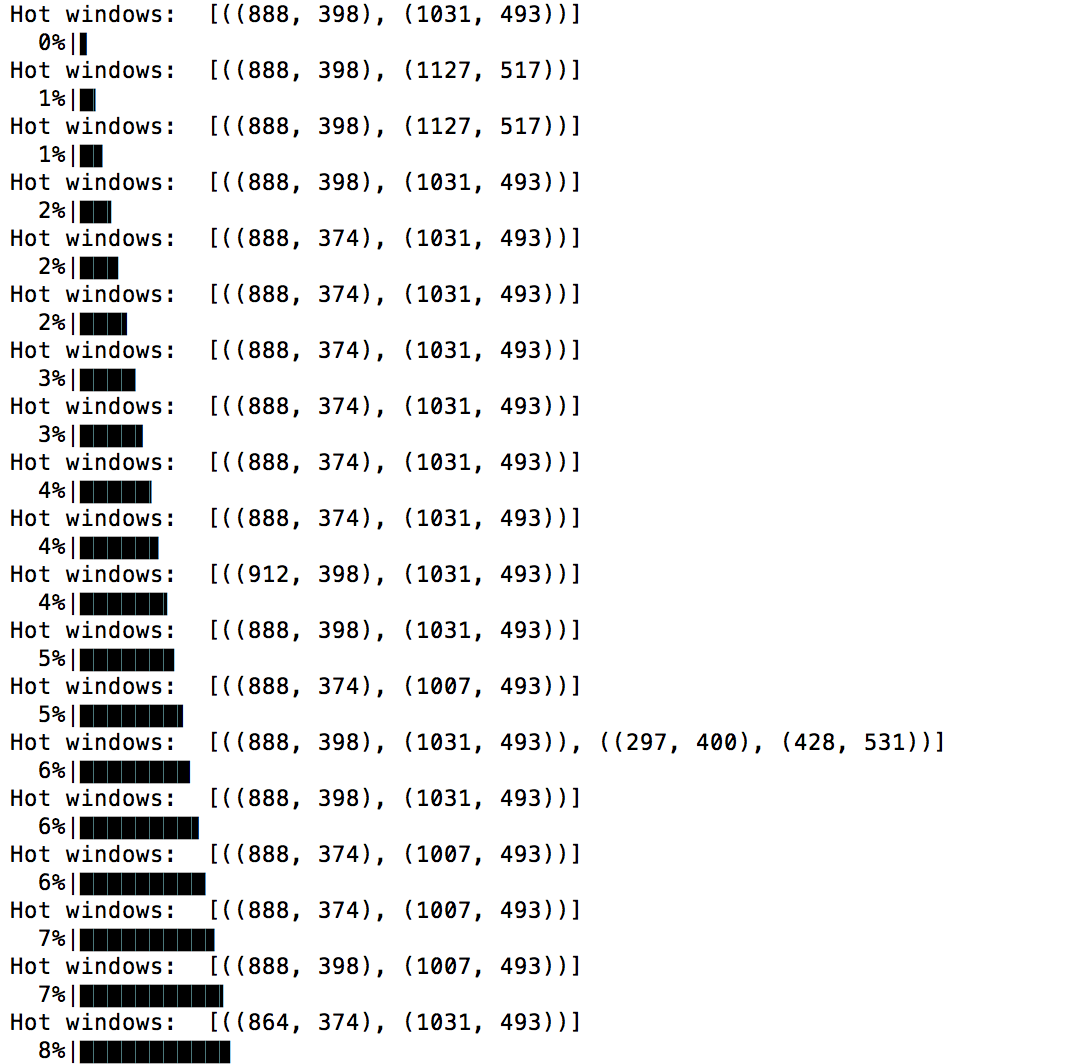 Hot windows:  [((888, 398), (1031, 493))]
  0%|▌
Hot windows:  [((888, 398), (1127, 517))]
  1%|█▏
Hot windows:  [((888, 398), (1127, 517))]
  1%|█▋
Hot windows:  [((888, 398), (1031, 493))]
  2%|██▎
Hot windows:  [((888, 374), (1031, 493))]
  2%|██▊
Hot windows:  [((888, 374), (1031, 493))]
  2%|███▍
Hot windows:  [((888, 374), (1031, 493))]
  3%|████
Hot windows:  [((888, 374), (1031, 493))]
  3%|████▌
Hot windows:  [((888, 374), (1031, 493))]
  4%|█████▏
Hot windows:  [((888, 374), (1031, 493))]
  4%|█████▋
Hot windows:  [((912, 398), (1031, 493))]
  4%|██████▎
Hot windows:  [((888, 398), (1031, 493))]
  5%|██████▊
Hot windows:  [((888, 374), (1007, 493))]
  5%|███████▍
Hot windows:  [((888, 398), (1031, 493)), ((297, 400), (428, 531))]
  6%|███████▉
Hot windows:  [((888, 398), (1031, 493))]
  6%|████████▌
Hot windows:  [((888, 374), (1007, 493))]
  6%|█████████
Hot windows:  [((888, 374), (1007, 493))]
  7%|█████████▋
Hot windows:  [((888, 398), (1007, 493))]
  7%|██████████▎
Hot windows:  [((864, 374), (1031, 493))]
  8%|██████████▊